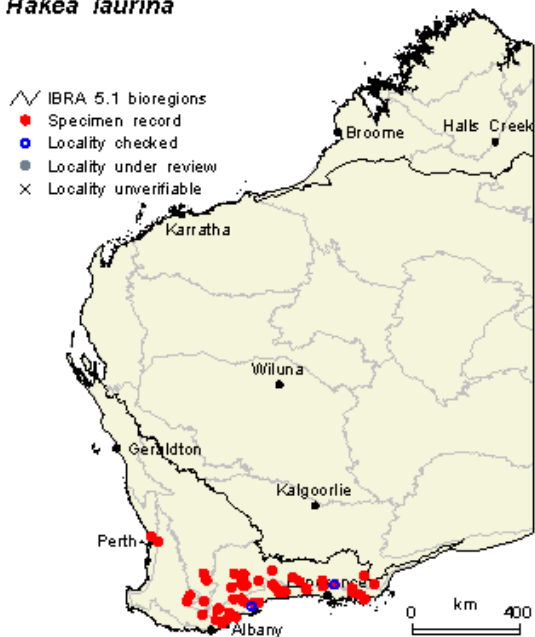 Hakea laurina
IBRA 5.1 bioregions
Specimen record
Locality checked
Locality under review
Locality unverifiable
Broome
Halls Creek
Karratha
Wiluna
Geraldton
Kalgoorlie
Perth
Albany
0 km 400